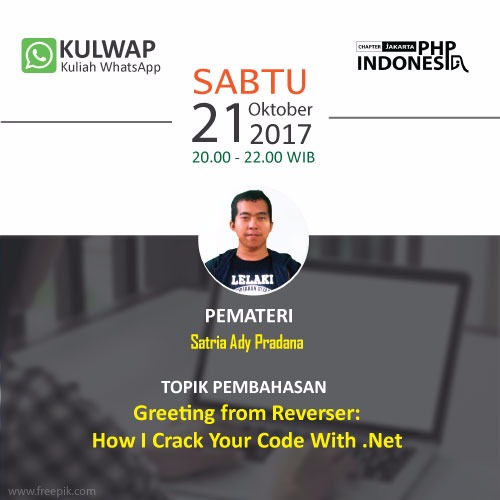 KULWAP
Kuliah WhatsApp
CHAPTER JAKARTA PHP
INDONESIA
SABTU
21 Oktober
2017
20.00 - 22.00 WIB
LELAKI
PEMATERI
Satria Ady Pradana
TOPIK PEMBAHASAN
Greeting from Reverser:
How I Crack Your Code With .Net
www.freepik.com